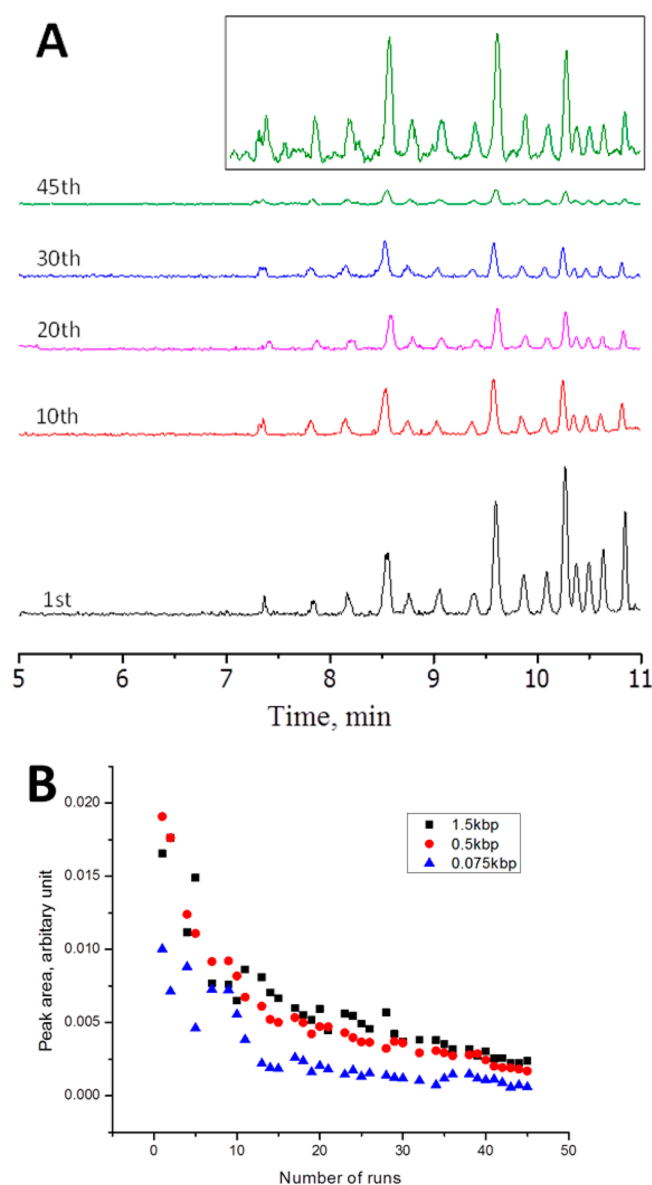 A
45th
30th
20th
10th
1st
5 6 7 8 9 10 11
Time, min
B
0.020
0.015
0.010
0.005
0.000
Peak area, arbitary unit
1.5kbp
0.5kbp
0.075kbp
0 10 20 30 40 50
Number of runs